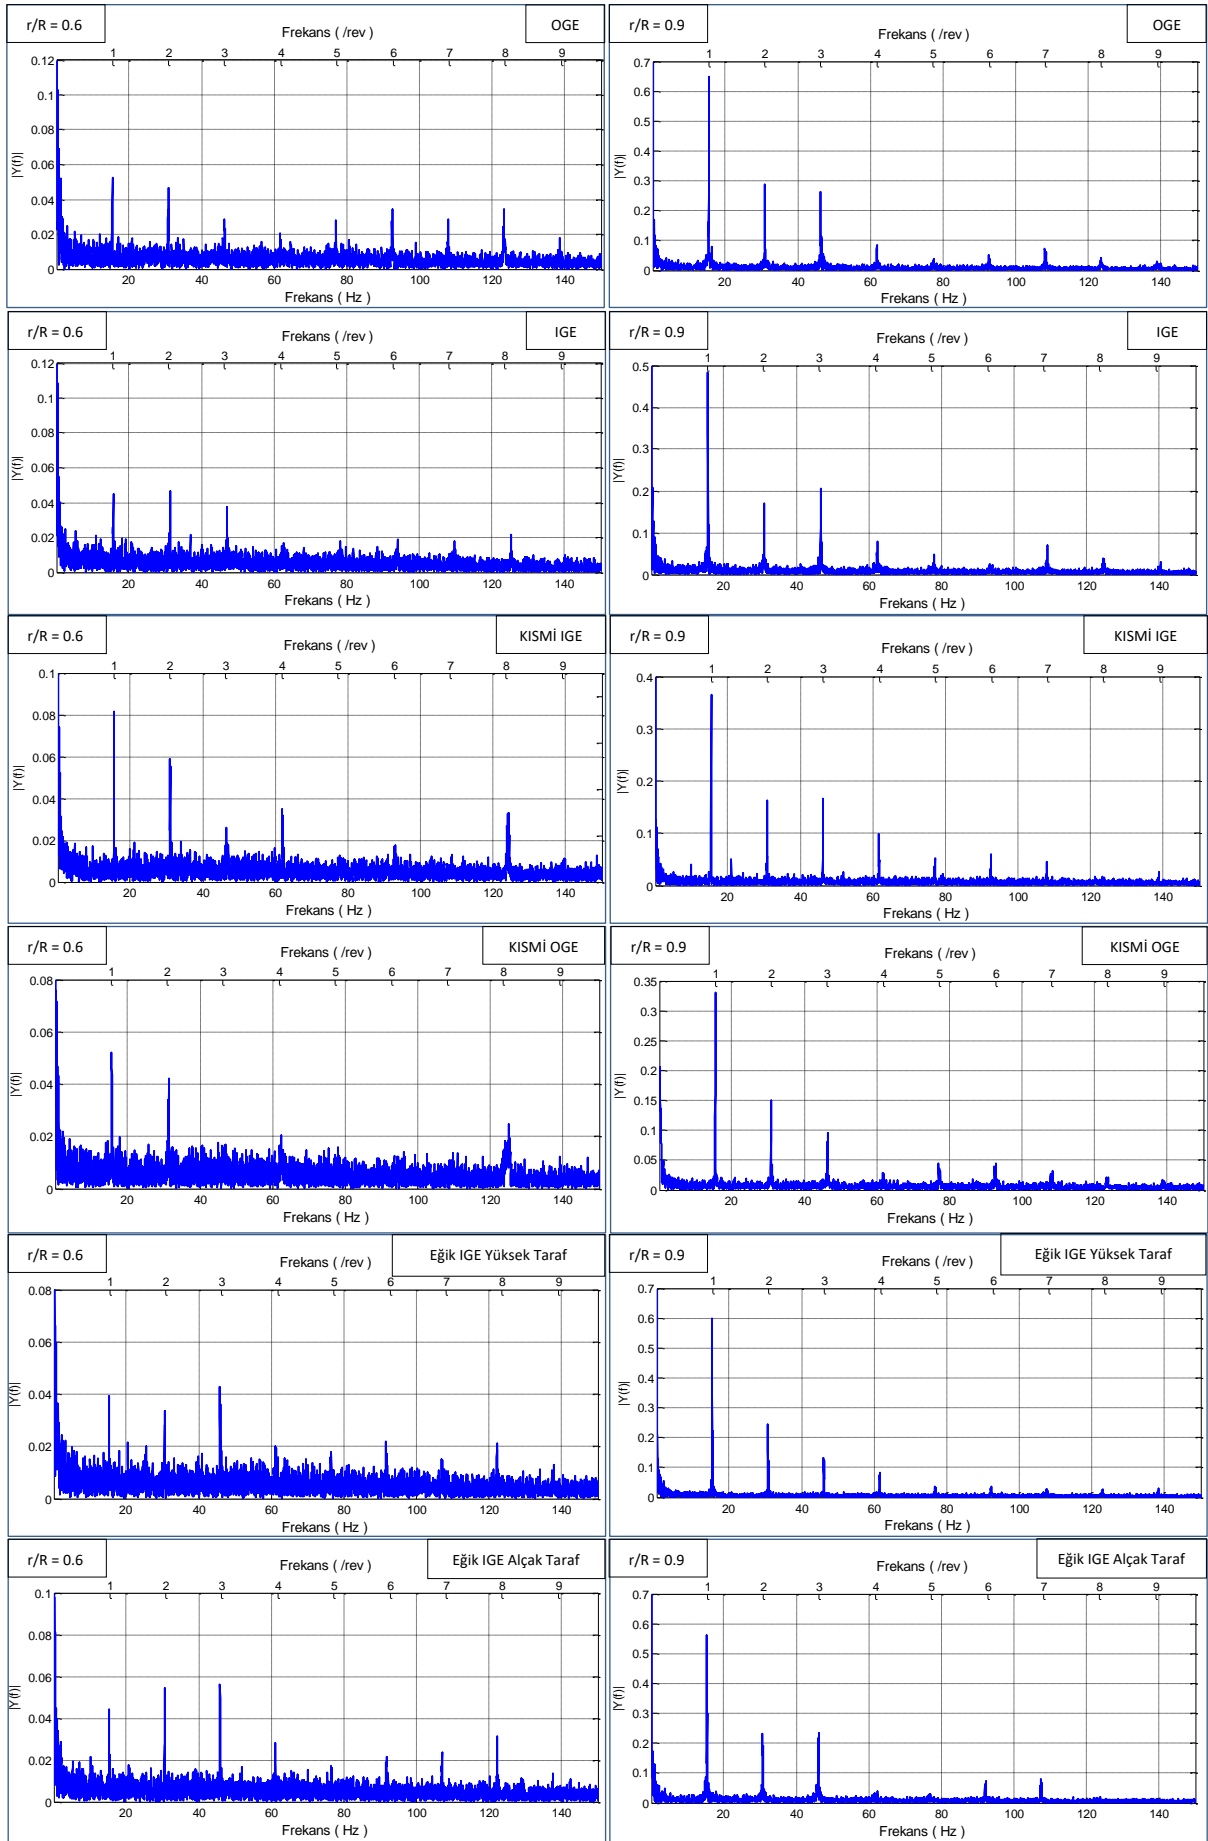 r/R = 0.6
Frekans ( /rev )
OGE
1 2 3 4 5 6 7 8 9
0.12
0.1
0.08
0.06
0.04
0.02
0
|Y(f)|
20 40 60 80 100 120 140
Frekans ( Hz )
r/R = 0.9
Frekans ( /rev )
OGE
1 2 3 4 5 6 7 8 9
0.7
0.6
0.5
0.4
0.3
0.2
0.1
0
|Y(f)|
20 40 60 80 100 120 140
Frekans ( Hz )
r/R = 0.6
Frekans ( /rev )
IGE
1 2 3 4 5 6 7 8 9
0.12
0.1
0.08
0.06
0.04
0.02
0
|Y(f)|
20 40 60 80 100 120 140
Frekans ( Hz )
r/R = 0.9
Frekans ( /rev )
IGE
1 2 3 4 5 6 7 8 9
0.5
0.4
0.3
0.2
0.1
0
|Y(f)|
20 40 60 80 100 120 140
Frekans ( Hz )
r/R = 0.6
Frekans ( /rev )
KISMİ IGE
1 2 3 4 5 6 7 8 9
0.1
0.08
0.06
0.04
0.02
0
|Y(f)|
20 40 60 80 100 120 140
Frekans ( Hz )
r/R = 0.9
Frekans ( /rev )
KISMİ IGE
1 2 3 4 5 6 7 8 9
0.4
0.3
0.2
0.1
0
|Y(f)|
20 40 60 80 100 120 140
Frekans ( Hz )
r/R = 0.6
Frekans ( /rev )
KISMİ OGE
1 2 3 4 5 6 7 8 9
0.08
0.06
0.04
0.02
0
|Y(f)|
20 40 60 80 100 120 140
Frekans ( Hz )
r/R = 0.9
Frekans ( /rev )
KISMİ OGE
1 2 3 4 5 6 7 8 9
0.35
0.3
0.25
0.2
0.15
0.1
0.05
0
|Y(f)|
20 40 60 80 100 120 140
Frekans ( Hz )
r/R = 0.6
Frekans ( /rev )
Eğik IGE Yüksek Taraf
1 2 3 4 5 6 7 8 9
0.08
0.06
0.04
0.02
0
|Y(f)|
20 40 60 80 100 120 140
Frekans ( Hz )
r/R = 0.9
Frekans ( /rev )
Eğik IGE Yüksek Taraf
1 2 3 4 5 6 7 8 9
0.7
0.6
0.5
0.4
0.3
0.2
0.1
0
|Y(f)|
20 40 60 80 100 120 140
Frekans ( Hz )
r/R = 0.6
Frekans ( /rev )
Eğik IGE Alçak Taraf
1 2 3 4 5 6 7 8 9
0.1
0.08
0.06
0.04
0.02
0
|Y(f)|
20 40 60 80 100 120 140
Frekans ( Hz )
r/R = 0.9
Frekans ( /rev )
Eğik IGE Alçak Taraf
1 2 3 4 5 6 7 8 9
0.7
0.6
0.5
0.4
0.3
0.2
0.1
0
|Y(f)|
20 40 60 80 100 120 140
Frekans ( Hz )